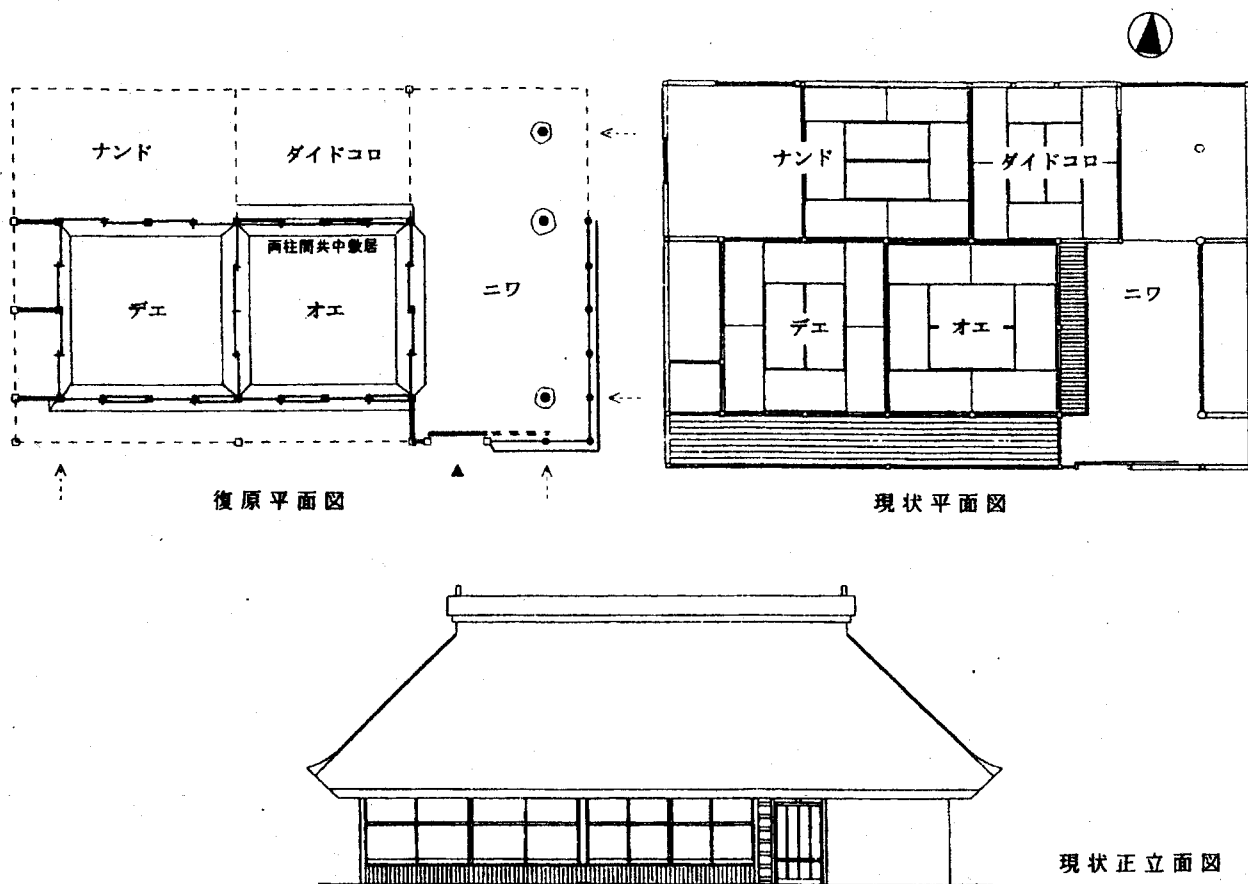 ナンド
ダイドコロ
両柱間共中敷居
デエ
オエ
ニワ
復原平面図
ナンド
ダイドコロ
デエ
オエ
ニワ
現状平面図
現状正立面図